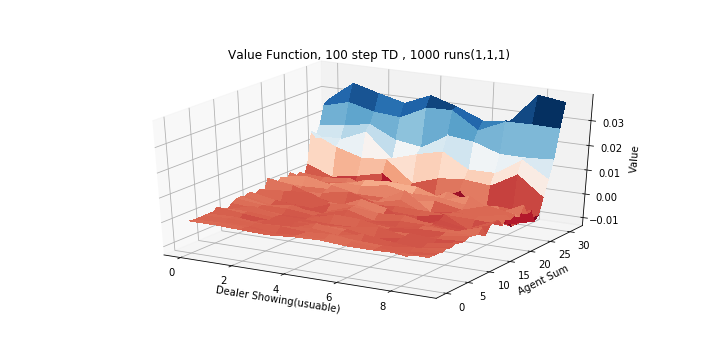 Value Function, 100 step TD , 1000 runs(1,1,1)
0.03
0.02
0.01
0.00
−0.01
Value
0 2 4 6 8
Dealer Showing(usuable)
0 5 10 15 20 25 30
Agent Sum